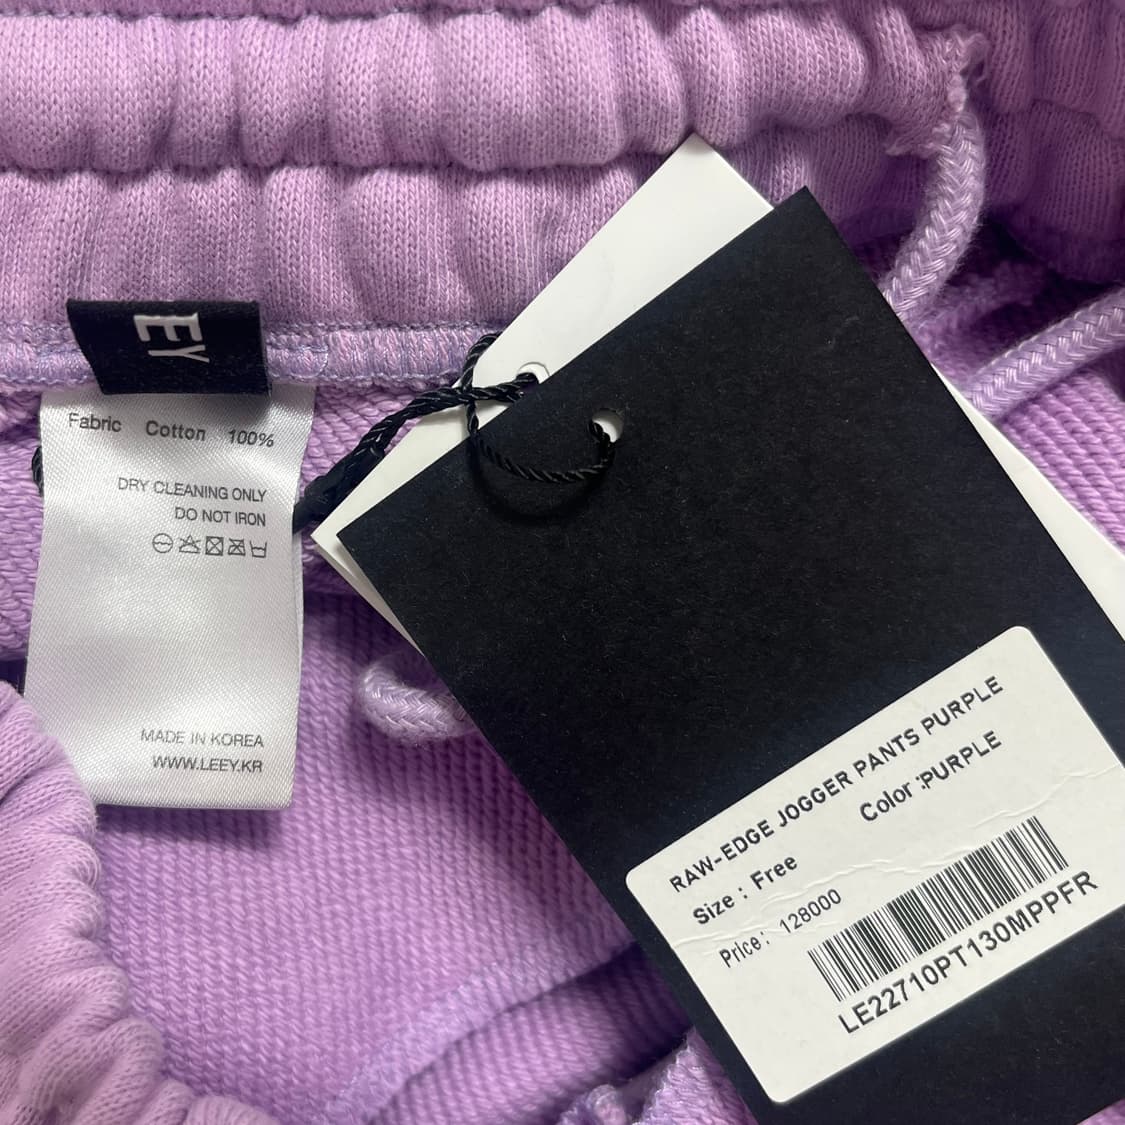 EY
Fabric Cotton 100%
DRY CLEANING ONLY
DO NOT IRON
MADE IN KOREA
WWW.LEEY.KR
RAW-EDGE JOGGER PANTS PURPLE
Color :PURPLE
Size : Free
Price : 128000
LE22710PT130MPPFR